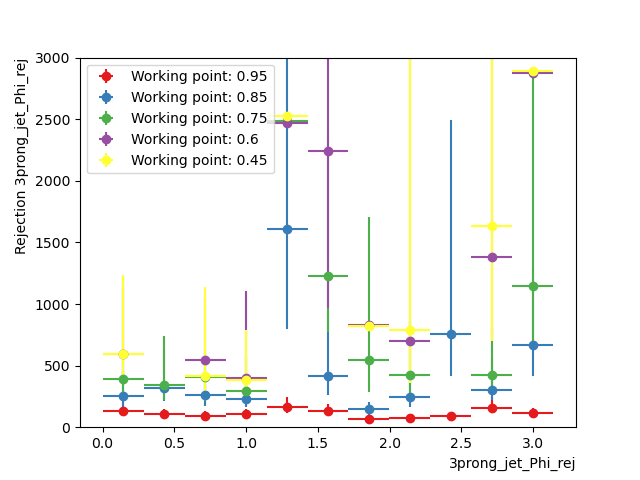 3000
2500
2000
1500
1000
500
0
Rejection 3prong_jet_Phi_rej
Working point: 0.95
Working point: 0.85
Working point: 0.75
Working point: 0.6
Working point: 0.45
0.0 0.5 1.0 1.5 2.0 2.5 3.0
3prong_jet_Phi_rej